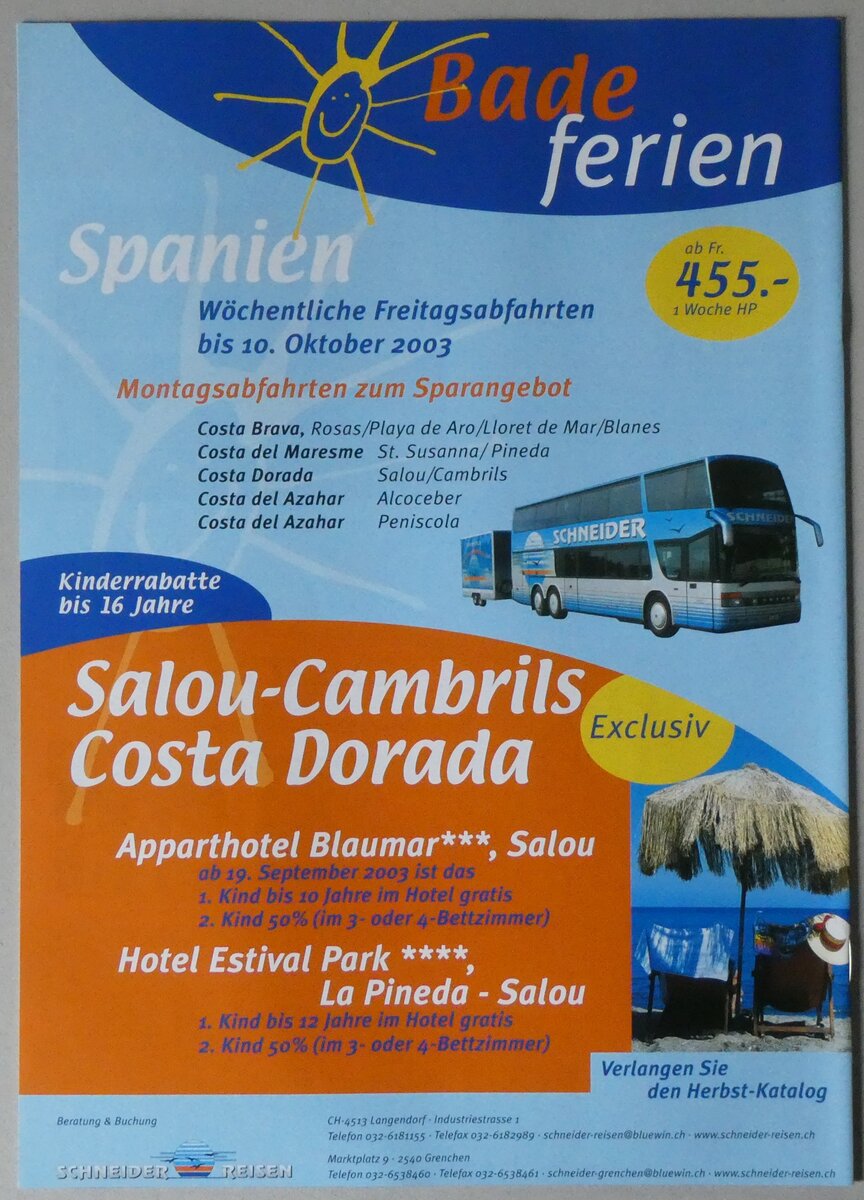 Bade
ferien
Spanien
ab Fr.
455.-
1 Woche HP
Wöchentliche Freitagsabfahrten
bis 10. Oktober 2003
Montagsabfahrten zum Sparangebot
Costa Brava, Rosas/Playa de Aro/Lloret de Mar/Blanes
Costa del Maresme St. Susanna/ Pineda
Costa Dorada Salou/Cambrils
Costa del Azahar Alcoceber
Costa del Azahar Peniscola
SCHNEIDER
SCHNEIDER
Kinderrabatte
bis 16 Jahre
Salou-Cambrils
Costa Dorada
Exclusiv
Apparthotel Blaumar***, Salou
ab 19. September 2003 ist das
1. Kind bis 10 Jahre im Hotel gratis
2. Kind 50% (im 3- oder 4-Bettzimmer)
Hotel Estival Park ****,
La Pineda - Salou
1. Kind bis 12 Jahre im Hotel gratis
2. Kind 50% (im 3- oder 4-Bettzimmer)
Verlangen Sie
den Herbst-Katalog
Beratung & Buchung
SCHNEIDER REISEN
CH-4513 Langendorf · Industriestrasse 1
Telefon 032-6181155 · Telefax 032-6182989 · schneider-reisen@bluewin.ch · www.schneider-reisen.ch
Marktplatz 9 · 2540 Grenchen
Telefon 032-6538460 · Telefax 032-6538461 · schneider-grenchen@bluewin.ch · www.schneider-reisen.ch